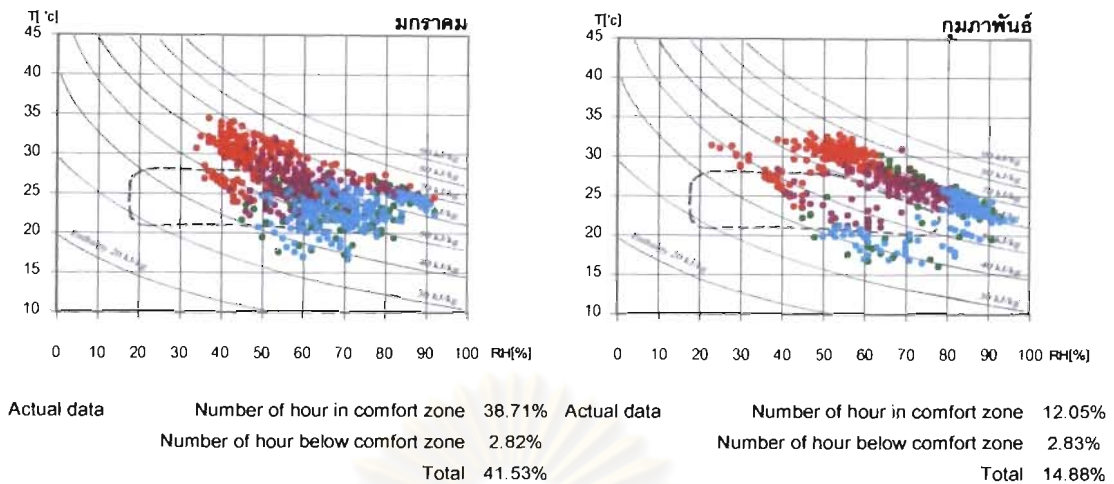 T[°c] มกราคม
45
40
35
30
25
20
15
10
0 10 20 30 40 50 60 70 80 90 100 RH[%]
T[°c] กุมภาพันธ์
45
40
35
30
25
20
15
10
0 10 20 30 40 50 60 70 80 90 100 RH[%]
Actual data Number of hour in comfort zone 38.71%
Number of hour below comfort zone 2.82%
Total 41.53%
Actual data Number of hour in comfort zone 12.05%
Number of hour below comfort zone 2.83%
Total 14.88%